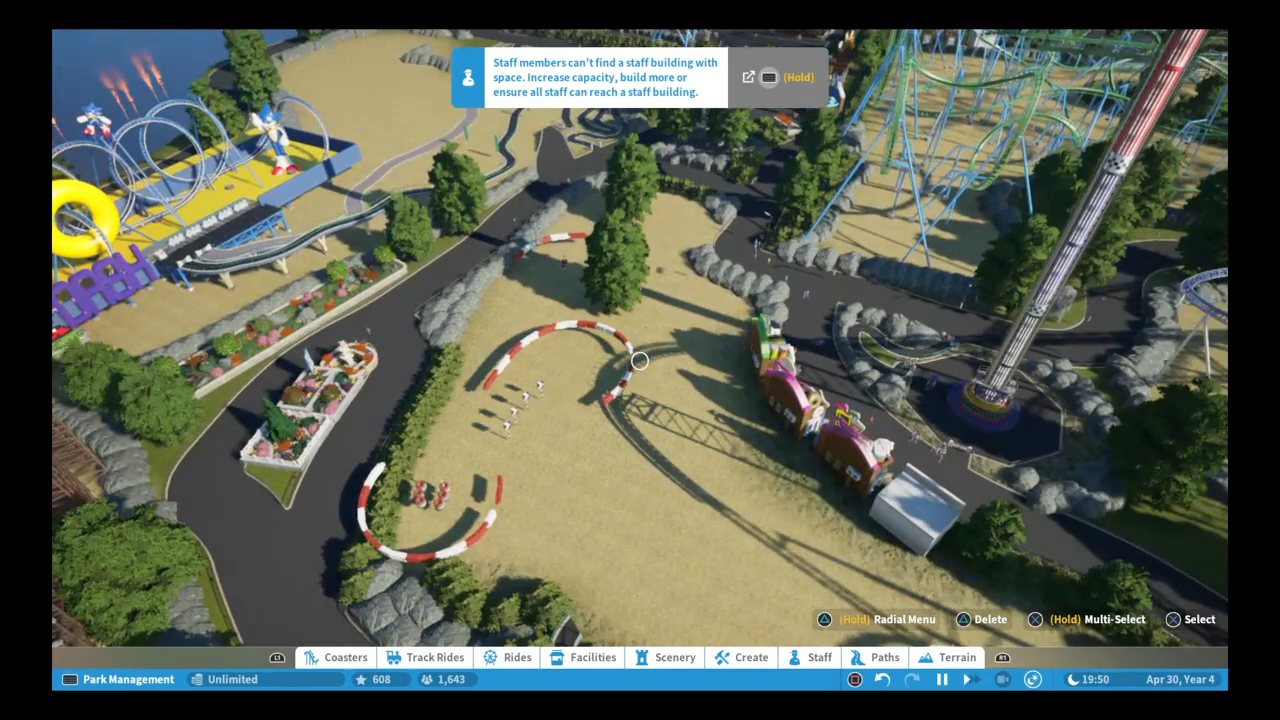 Staff members can't find a staff building with
space. Increase capacity, build more or
ensure all staff can reach a staff building.
(Hold)
(Hold) Radial Menu Delete (Hold) Multi-Select Select
L1 Coasters Track Rides Rides Facilities Scenery Create Staff Paths Terrain R1
Park Management Unlimited 608 1,643 19:50 Apr 30, Year 4